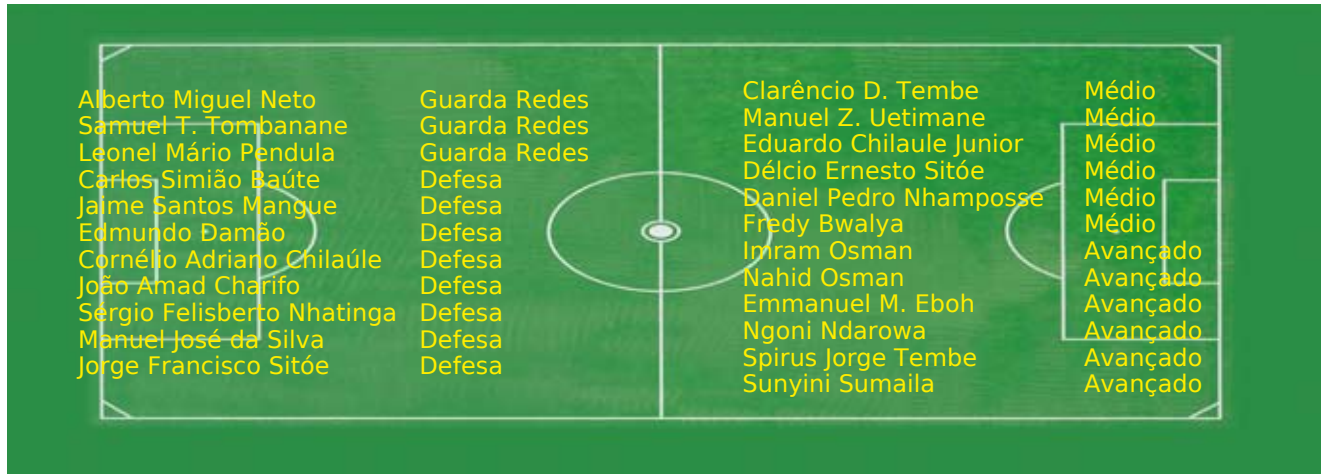 Alberto Miguel Neto Guarda Redes
Samuel T. Tombanane Guarda Redes
Leonel Mário Pendula Guarda Redes
Carlos Simião Baúte Defesa
Jaime Santos Mangue Defesa
Edmundo Damão Defesa
Cornélio Adriano Chilaúle Defesa
João Amad Charifo Defesa
Sérgio Felisberto Nhatinga Defesa
Manuel José da Silva Defesa
Jorge Francisco Sitóe Defesa
Clarêncio D. Tembe Médio
Manuel Z. Uetimane Médio
Eduardo Chilaule Junior Médio
Délcio Ernesto Sitóe Médio
Daniel Pedro Nhamposse Médio
Fredy Bwalya Médio
Imram Osman Avançado
Nahid Osman Avançado
Emmanuel M. Eboh Avançado
Ngoni Ndarowa Avançado
Spirus Jorge Tembe Avançado
Sunyini Sumaila Avançado